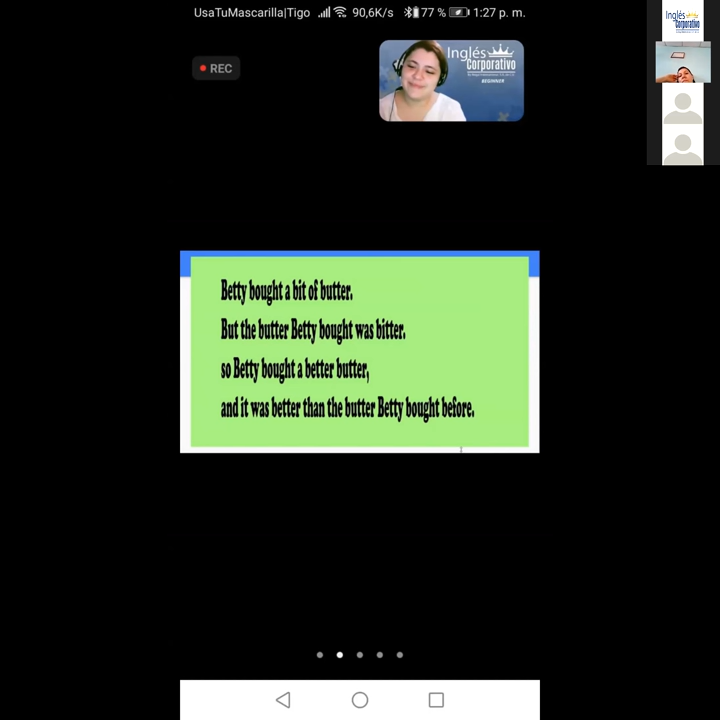 UsaTuMascarilla|Tigo 90,6K/s 77 % 1:27 p. m.
REC
Inglés
Corporativo
BEGINNER
Inglés
Corporativo
Betty bought a bit of butter.
But the butter Betty bought was bitter.
so Betty bought a better butter,
and it was better than the butter Betty bought before.